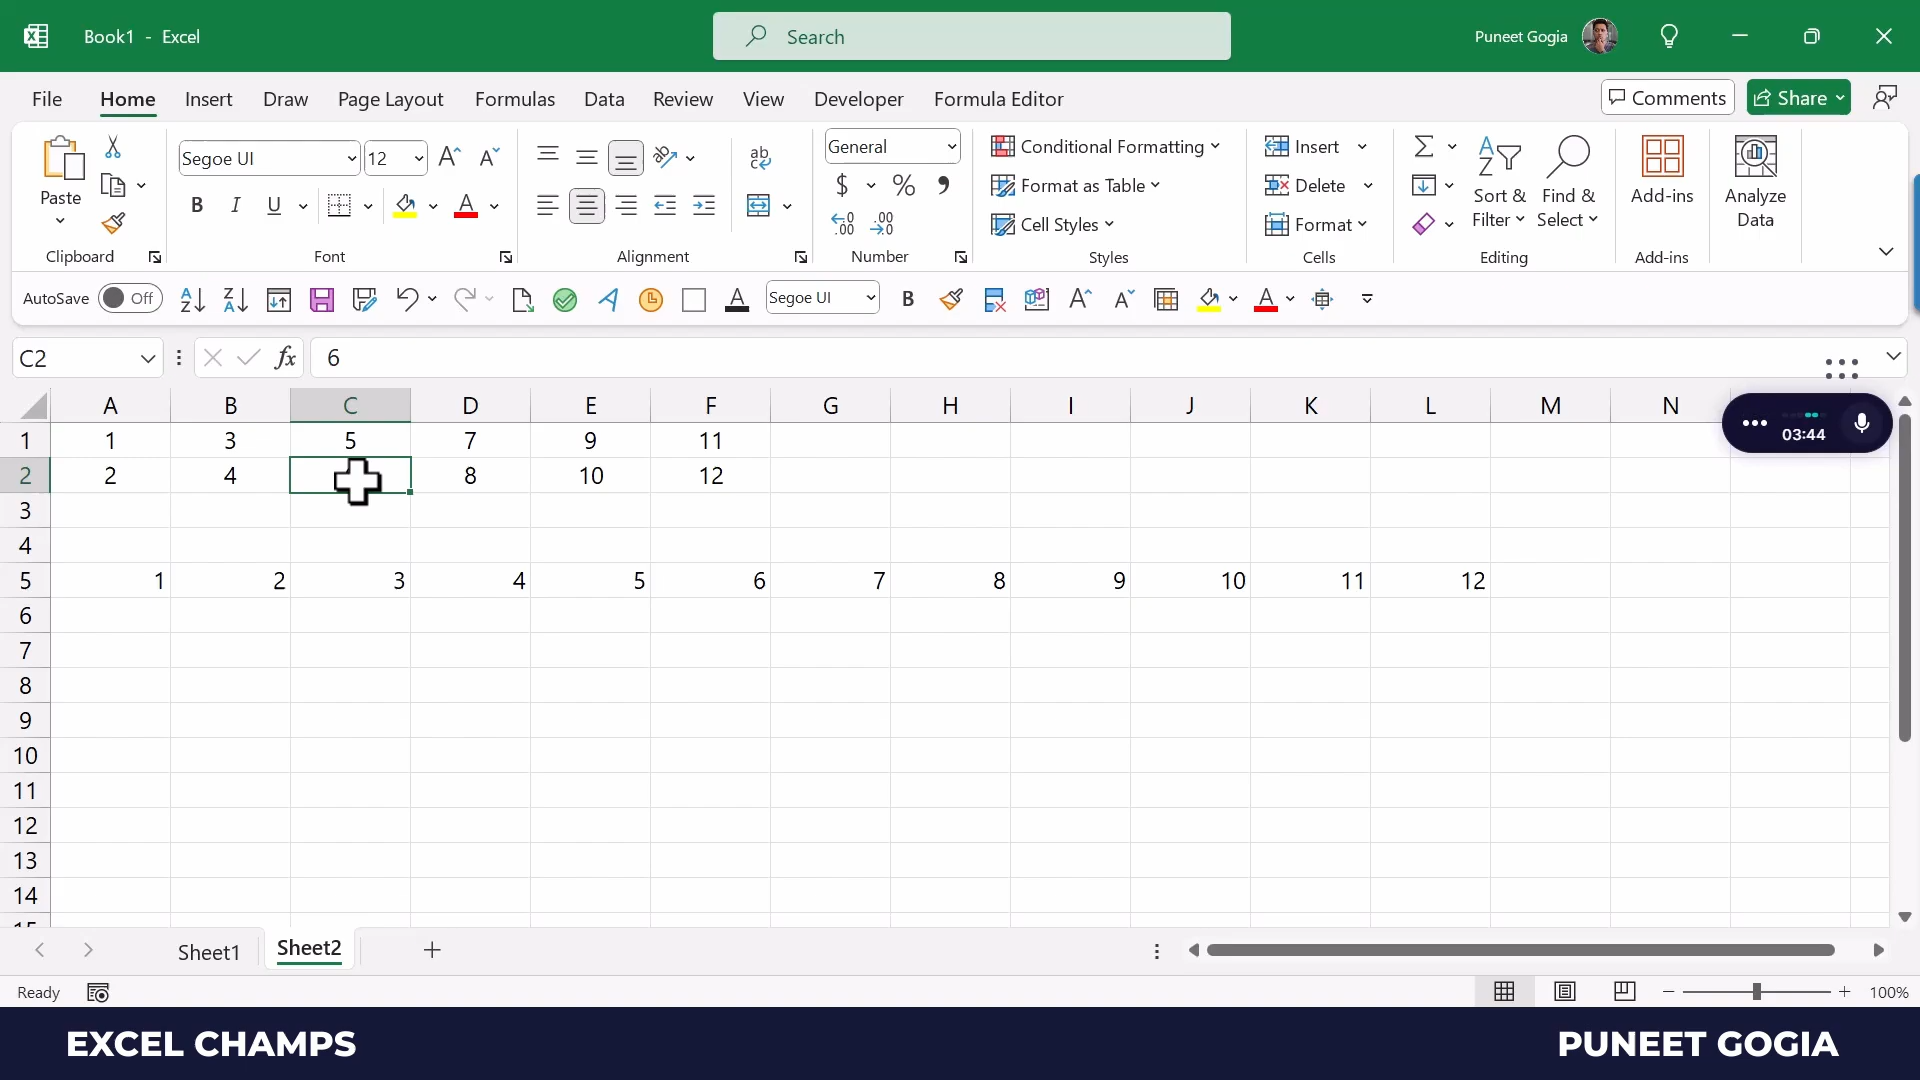 Book1 - Excel
Search
Puneet Gogia
File Home Insert Draw Page Layout Formulas Data Review View Developer Formula Editor
Comments Share
Paste
Segoe UI 12
B I U
General
$ % ,
Conditional Formatting
Format as Table
Cell Styles
Insert
Delete
Format
Sort & Filter
Find & Select
Add-ins
Analyze Data
Clipboard Font Alignment Number Styles Cells Editing Add-ins
AutoSave Off Segoe UI B
C2 fx 6
A B C D E F G H I J K L M N
1 1 3 5 7 9 11
2 2 4 8 10 12
03:44
3
4
5 1 2 3 4 5 6 7 8 9 10 11 12
6
7
8
9
10
11
12
13
14
Sheet1 Sheet2
Ready 100%
EXCEL CHAMPS PUNEET GOGIA